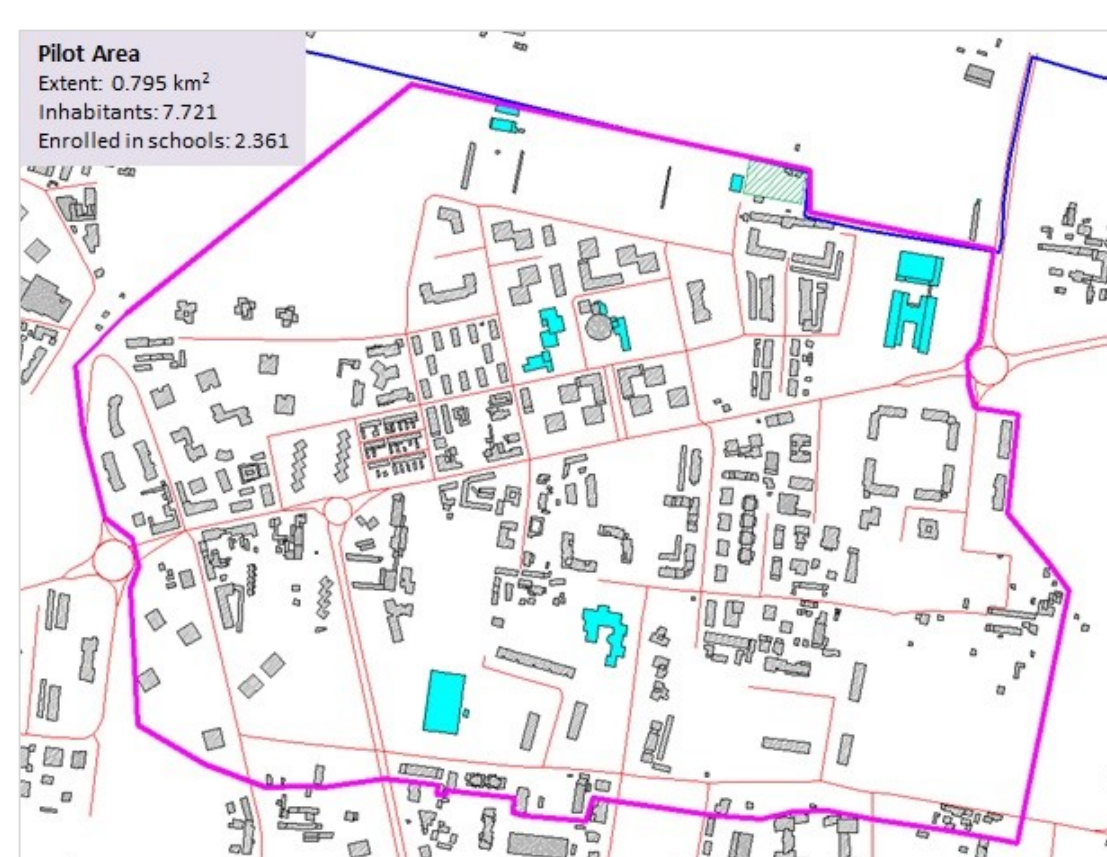 Pilot Area
Extent: 0.795 km²
Inhabitants: 7.721
Enrolled in schools: 2.361